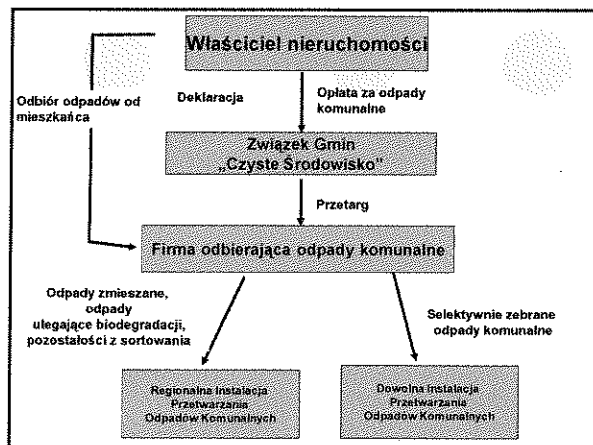 Właściciel nieruchomości
Odbiór odpadów od
mieszkańca
Deklaracja
Opłata za odpady
komunalne
Związek Gmin
„Czyste Środowisko”
Przetarg
Firma odbierająca odpady komunalne
Odpady zmieszane,
odpady
ulegające biodegradacji,
pozostałości z sortowania
Selektywnie zebrane
odpady komunalne
Regionalna Instalacja
Przetwarzania
Odpadów Komunalnych
Dowolna Instalacja
Przetwarzania
Odpadów Komunalnych